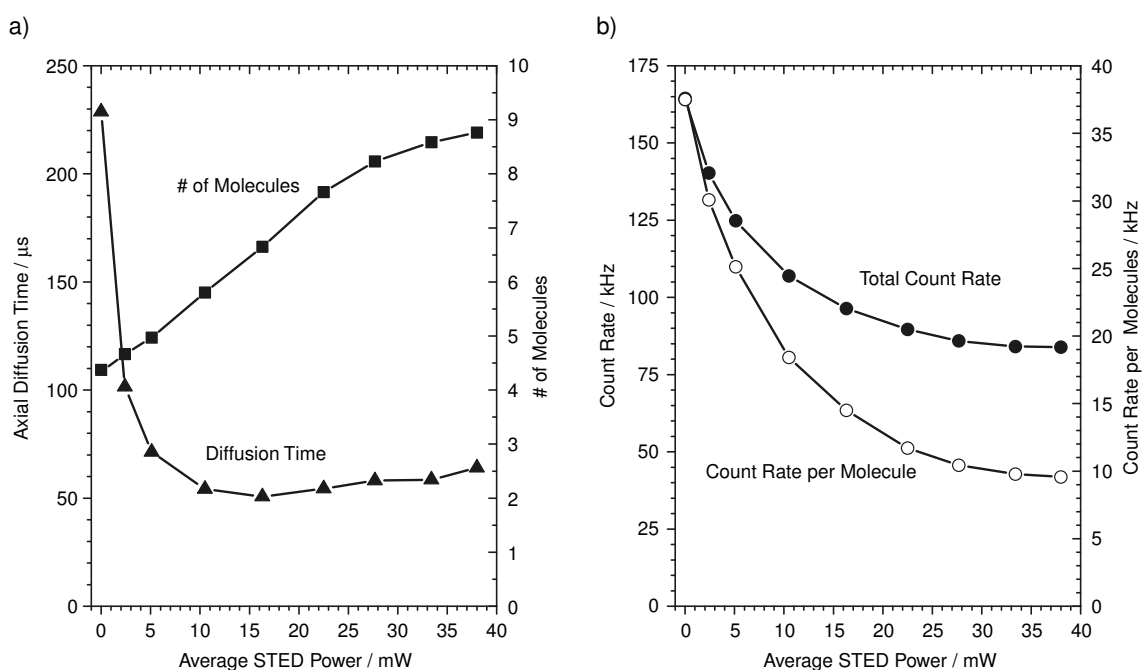 a)
250
200
150
100
50
0
Axial Diffusion Time / μs
10
9
8
7
6
5
4
3
2
1
0
# of Molecules
# of Molecules
Diffusion Time
0 5 10 15 20 25 30 35 40
Average STED Power / mW
b)
175
150
125
100
75
50
25
0
Count Rate / kHz
40
35
30
25
20
15
10
5
0
Count Rate per Molecules / kHz
Total Count Rate
Count Rate per Molecule
0 5 10 15 20 25 30 35 40
Average STED Power / mW